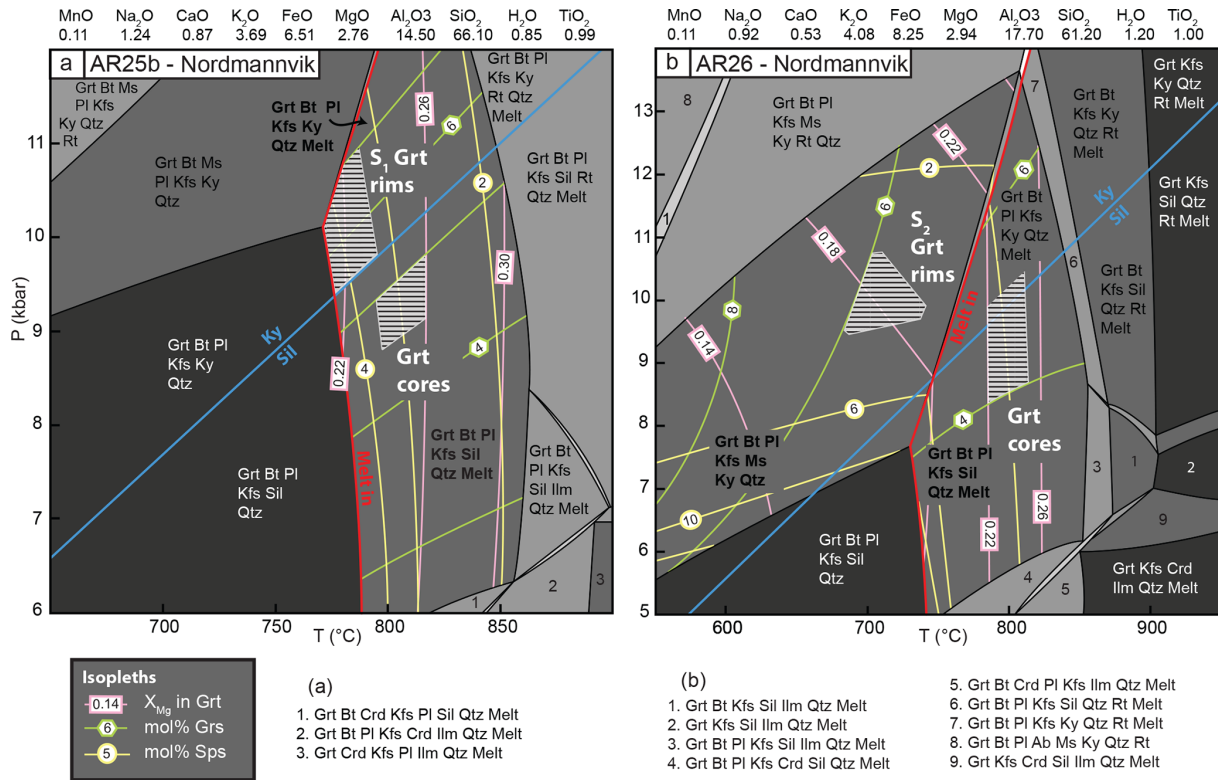 MnO Na2O CaO K2O FeO MgO Al2O3 SiO2 H2O TiO2
0.11 1.24 0.87 3.69 6.51 2.76 14.50 66.10 0.85 0.99
a AR25b - Nordmannvik
Grt Bt Ms
Pl Kfs
Ky Qtz
Rt
Grt Bt Pl
Kfs Ky
Qtz Melt
0.26
6
Grt Bt Pl
Kfs Ky
Rt Qtz
Melt
Grt Bt Ms
Pl Kfs Ky
Qtz
S1 Grt
rims
2
Grt Bt Pl
Kfs Sil Rt
Qtz Melt
0.30
Ky
Sil
Grt Bt Pl
Kfs Ky
Qtz
0.22
4
Grt
cores
4
Grt Bt Pl
Kfs Sil
Qtz Melt
Melt in
Grt Bt Pl
Kfs Sil
Qtz
Grt Bt
Pl Kfs
Sil Ilm
Qtz Melt
1
2
3
P (kbar)
11
10
9
8
7
6
700 750 800 850
T (°C)
MnO Na2O CaO K2O FeO MgO Al2O3 SiO2 H2O TiO2
0.11 0.92 0.53 4.08 8.25 2.94 17.70 61.20 1.20 1.00
b AR26 - Nordmannvik
8
Grt Bt Pl
Kfs Ms
Ky Rt Qtz
0.22
7
Grt Bt
Kfs Ky
Qtz Rt
Melt
Grt Kfs
Ky Qtz
Rt Melt
1
2
6
6
Grt Bt
Pl Kfs
Ky Qtz
Melt
Ky
Sil
Grt Kfs
Sil Qtz
Rt Melt
0.18
S2
Grt
rims
6
8
Melt in
Grt Bt
Kfs Sil
Qtz Rt
Melt
0.14
6
4
Grt
cores
Grt Bt Pl
Kfs Ms
Ky Qtz
Grt Bt Pl
Kfs Sil
Qtz Melt
3
1
2
10
0.22
0.26
9
Grt Bt Pl
Kfs Sil
Qtz
4
5
Grt Kfs Crd
Ilm Qtz Melt
P (kbar)
13
12
11
10
9
8
7
6
5
600 700 800 900
T (°C)
Isopleths
0.14 XMg in Grt
6 mol% Grs
5 mol% Sps
(a)
1. Grt Bt Crd Kfs Pl Sil Qtz Melt
2. Grt Bt Pl Kfs Crd Ilm Qtz Melt
3. Grt Crd Kfs Pl Ilm Qtz Melt
(b)
1. Grt Bt Kfs Sil Ilm Qtz Melt
2. Grt Kfs Sil Ilm Qtz Melt
3. Grt Bt Pl Kfs Sil Ilm Qtz Melt
4. Grt Bt Pl Kfs Crd Sil Qtz Melt
5. Grt Bt Crd Pl Kfs Ilm Qtz Melt
6. Grt Bt Pl Kfs Sil Qtz Rt Melt
7. Grt Bt Pl Kfs Ky Qtz Rt Melt
8. Grt Bt Pl Ab Ms Ky Qtz Rt
9. Grt Kfs Crd Sil Ilm Qtz Melt